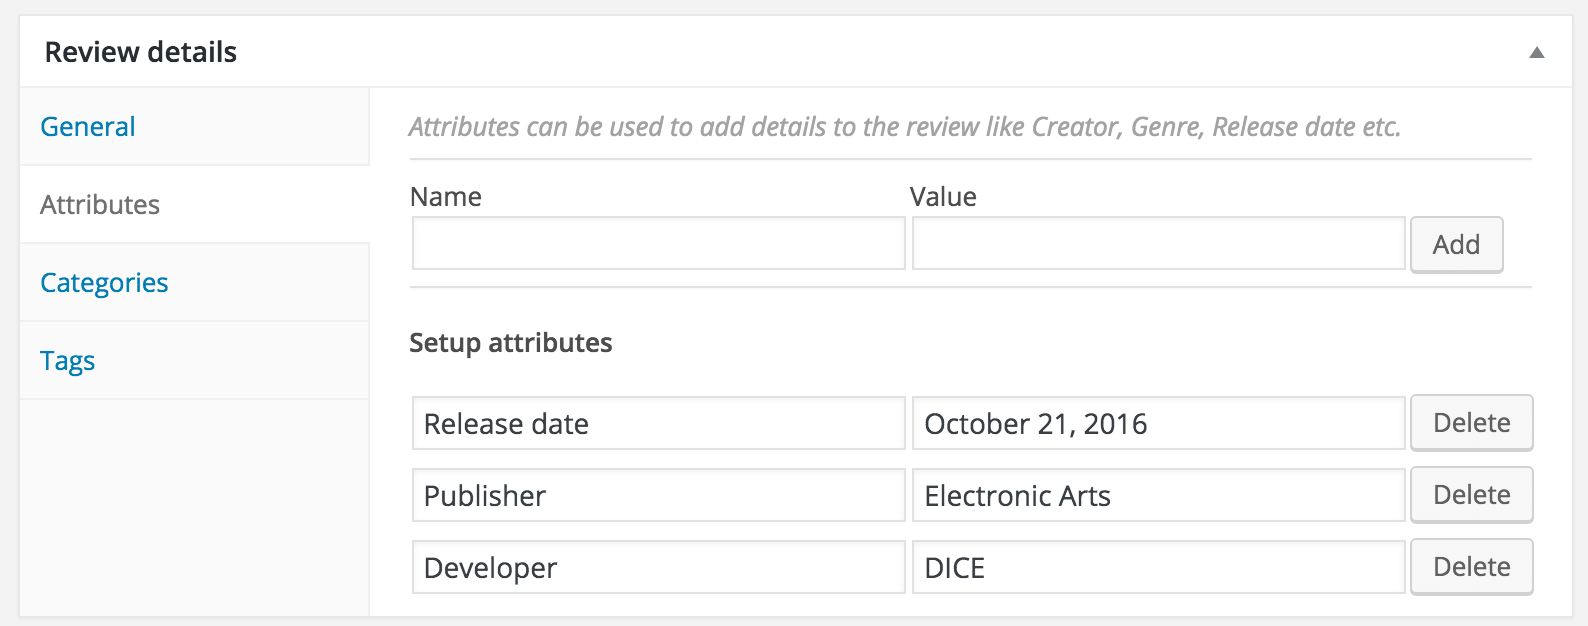 Review details
General
Attributes
Categories
Tags
Attributes can be used to add details to the review like Creator, Genre, Release date etc.
Name Value
Add
Setup attributes
Release date October 21, 2016 Delete
Publisher Electronic Arts Delete
Developer DICE Delete